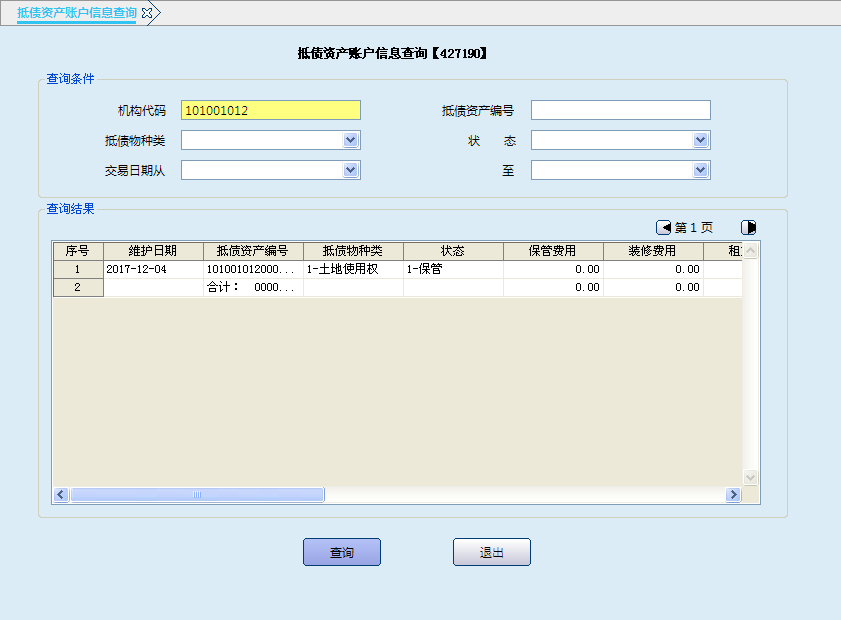 抵债资产账户信息查询
抵债资产账户信息查询【427190】
查询条件
机构代码 101001012 抵债资产编号
抵债物种类 状 态
交易日期从 至
查询结果
第 1 页
序号 维护日期 抵债资产编号 抵债物种类 状态 保管费用 装修费用 租
1 2017-12-04 101001012000... 1-土地使用权 1-保管 0.00 0.00
2 合计： 0000... 0.00 0.00
查询 退出